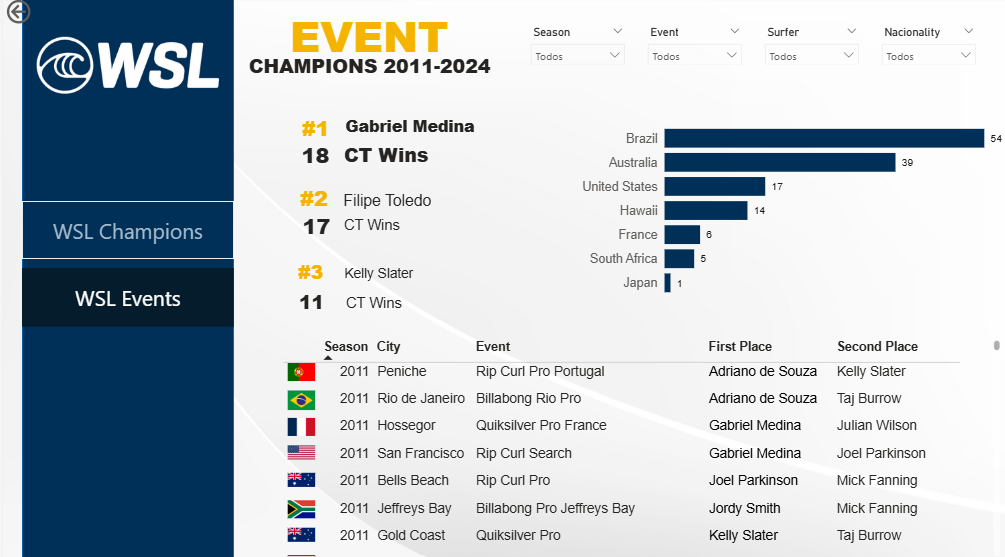 WSL
EVENT
CHAMPIONS 2011-2024
Season Event Surfer Nacionality
Todos Todos Todos Todos
#1 Gabriel Medina
18 CT Wins
#2 Filipe Toledo
17 CT Wins
#3 Kelly Slater
11 CT Wins
Brazil 54
Australia 39
United States 17
Hawaii 14
France 6
South Africa 5
Japan 1
WSL Champions
WSL Events
Season City Event First Place Second Place
2011 Peniche Rip Curl Pro Portugal Adriano de Souza Kelly Slater
2011 Rio de Janeiro Billabong Rio Pro Adriano de Souza Taj Burrow
2011 Hossegor Quiksilver Pro France Gabriel Medina Julian Wilson
2011 San Francisco Rip Curl Search Gabriel Medina Joel Parkinson
2011 Bells Beach Rip Curl Pro Joel Parkinson Mick Fanning
2011 Jeffreys Bay Billabong Pro Jeffreys Bay Jordy Smith Mick Fanning
2011 Gold Coast Quiksilver Pro Kelly Slater Taj Burrow